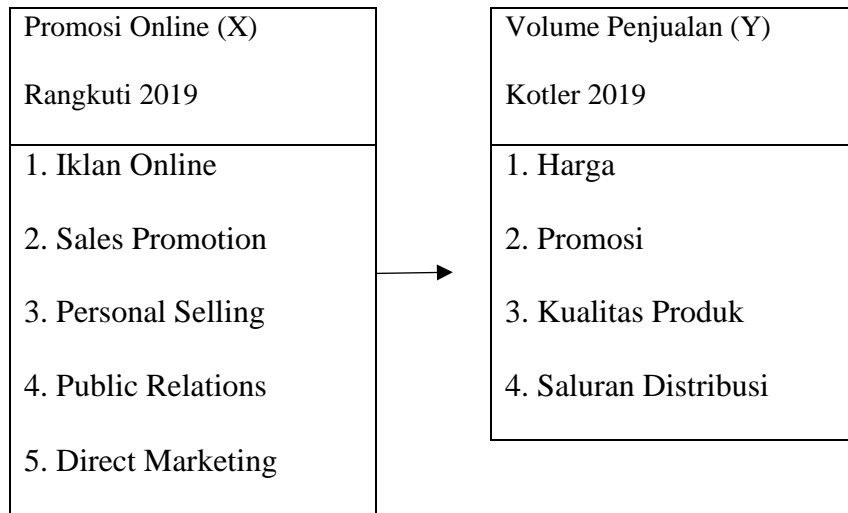 Promosi Online (X)
Rangkuti 2019
1. Iklan Online
2. Sales Promotion
3. Personal Selling
4. Public Relations
5. Direct Marketing
Volume Penjualan (Y)
Kotler 2019
1. Harga
2. Promosi
3. Kualitas Produk
4. Saluran Distribusi